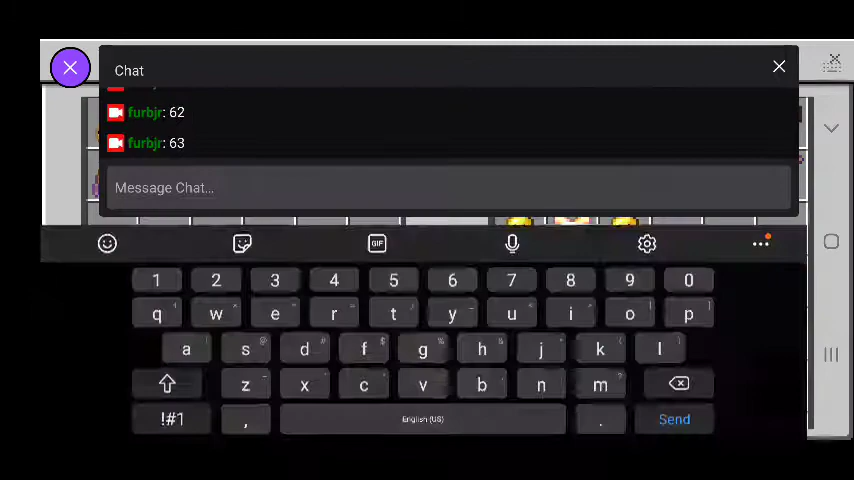 Chat
furbjr: 62
furbjr: 63
Message Chat...
GIF
1 2 3 4 5 6 7 8 9 0
q w e r t y u i o p
a s d f g h j k l
z x c v b n m
!#1 , English (US) . Send